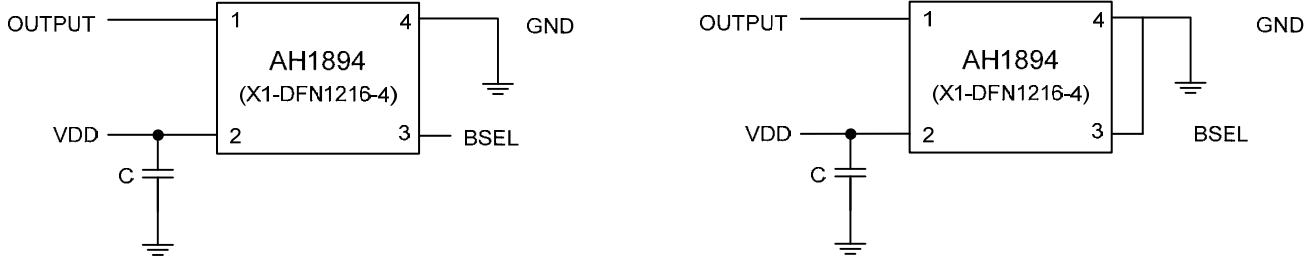 OUTPUT
1
4
GND
AH1894
(X1-DFN1216-4)
VDD
2
3
BSEL
C
OUTPUT
1
4
GND
AH1894
(X1-DFN1216-4)
VDD
2
3
BSEL
C